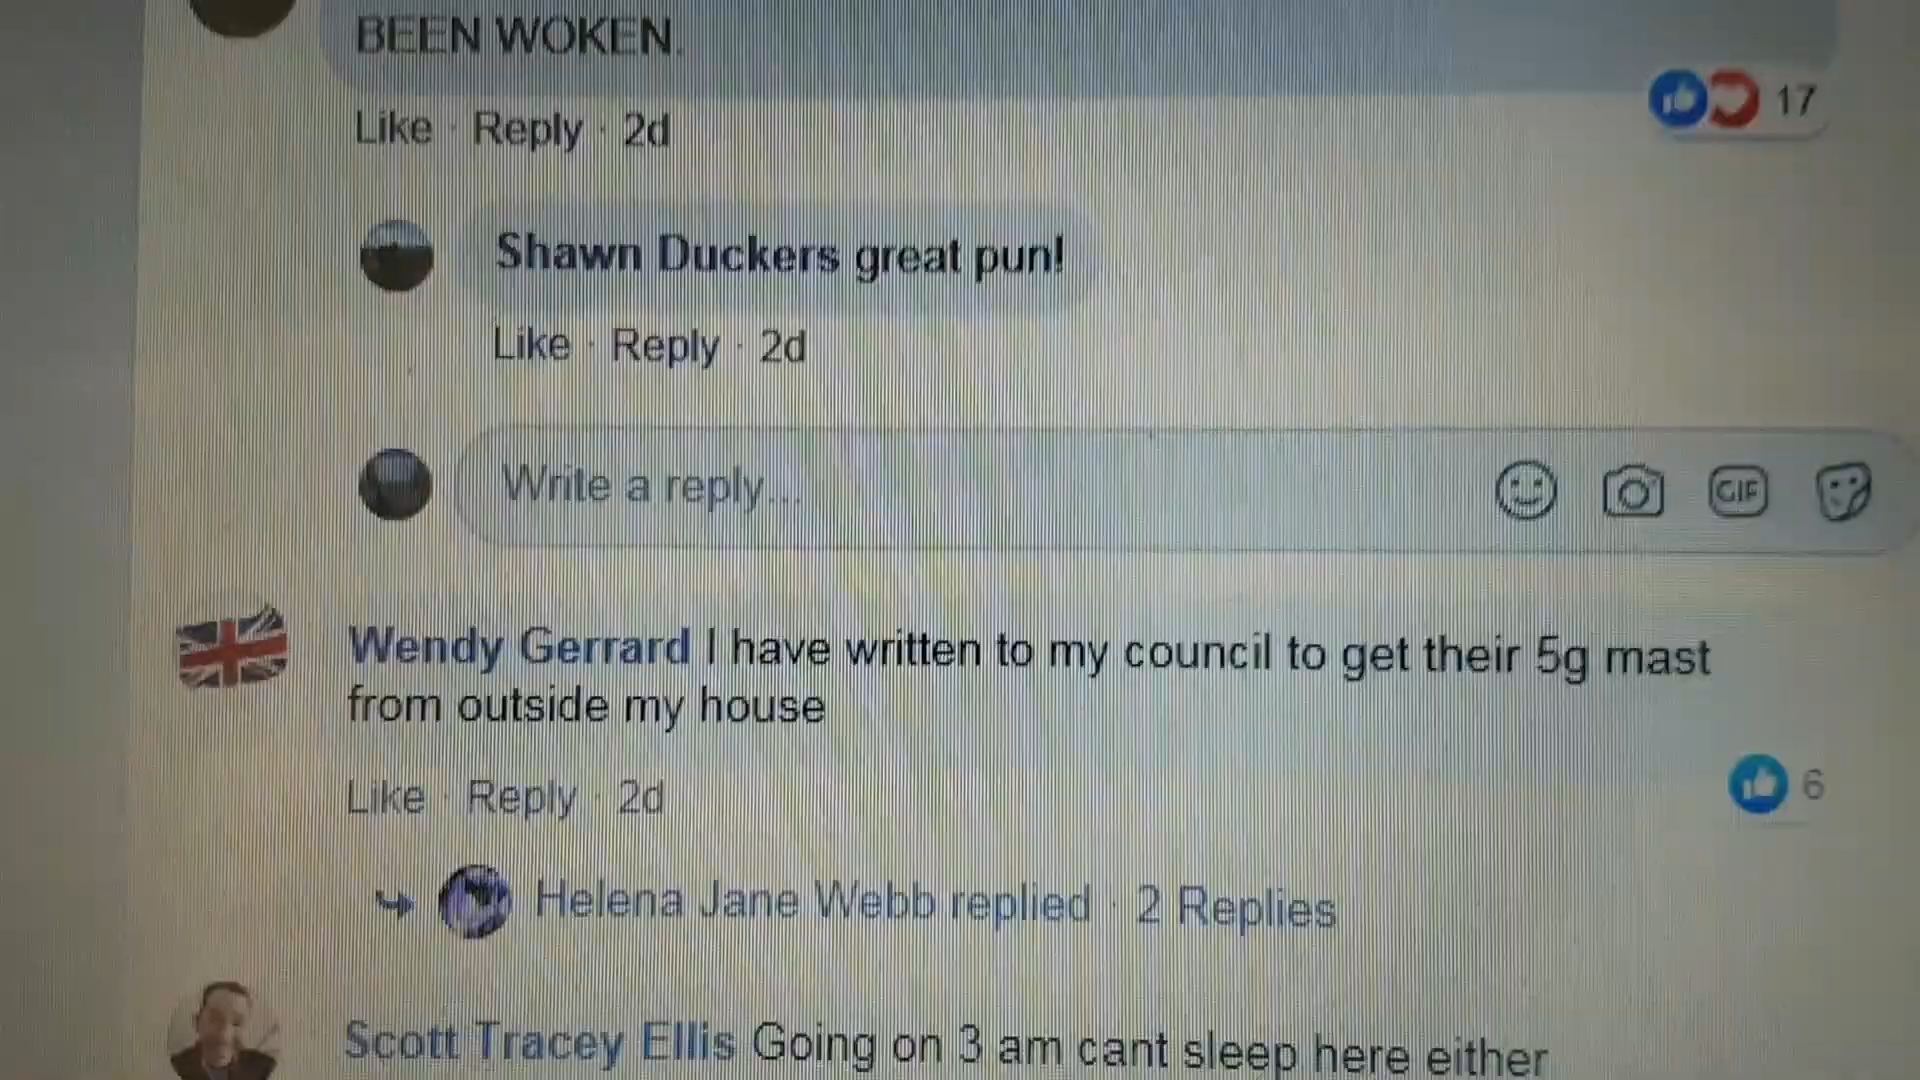 BEEN WOKEN.
Like · Reply · 2d
17
Shawn Duckers great pun!
Like · Reply · 2d
Write a reply...
GIF
Wendy Gerrard I have written to my council to get their 5g mast
from outside my house
Like · Reply · 2d
6
Helena Jane Webb replied · 2 Replies
Scott Tracey Ellis Going on 3 am cant sleep here either